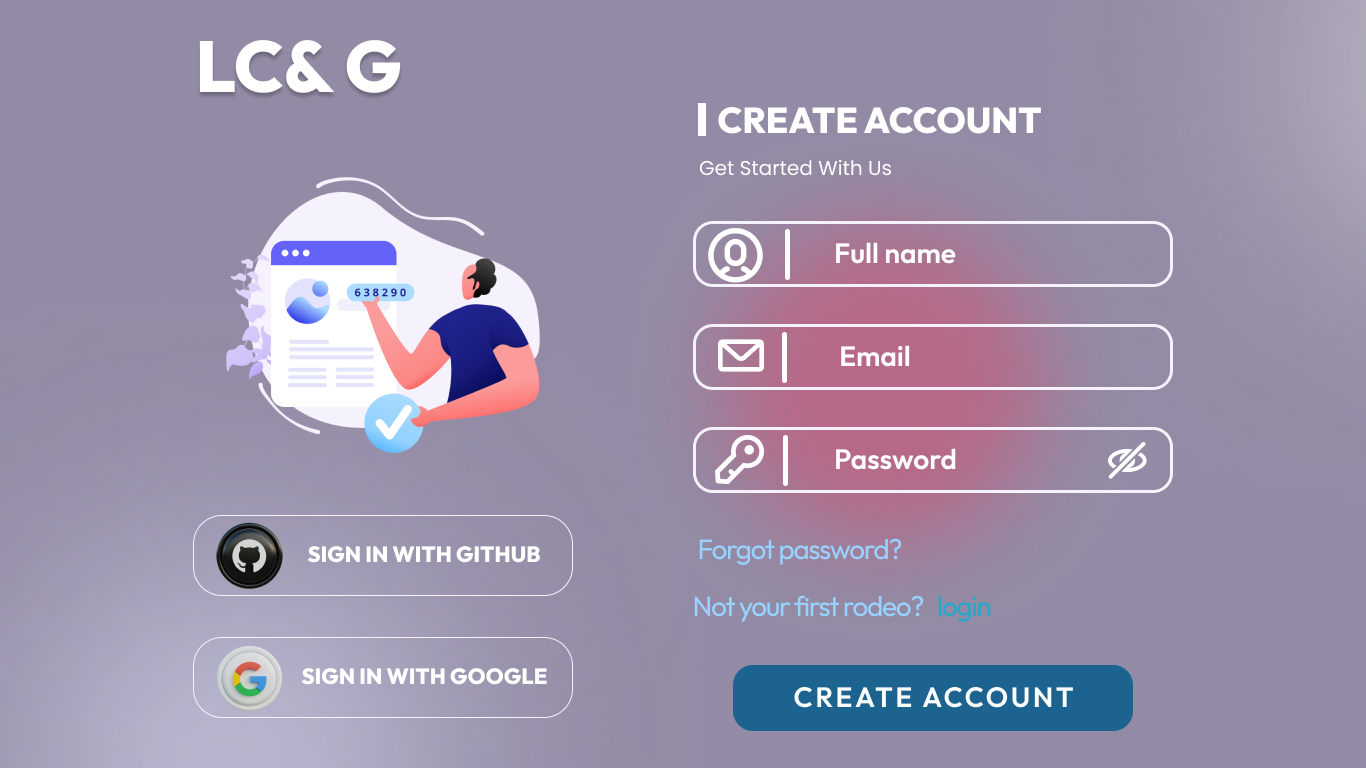 LC& G
CREATE ACCOUNT
Get Started With Us
638290
Full name
Email
Password
SIGN IN WITH GITHUB
SIGN IN WITH GOOGLE
Forgot password?
Not your first rodeo? login
CREATE ACCOUNT